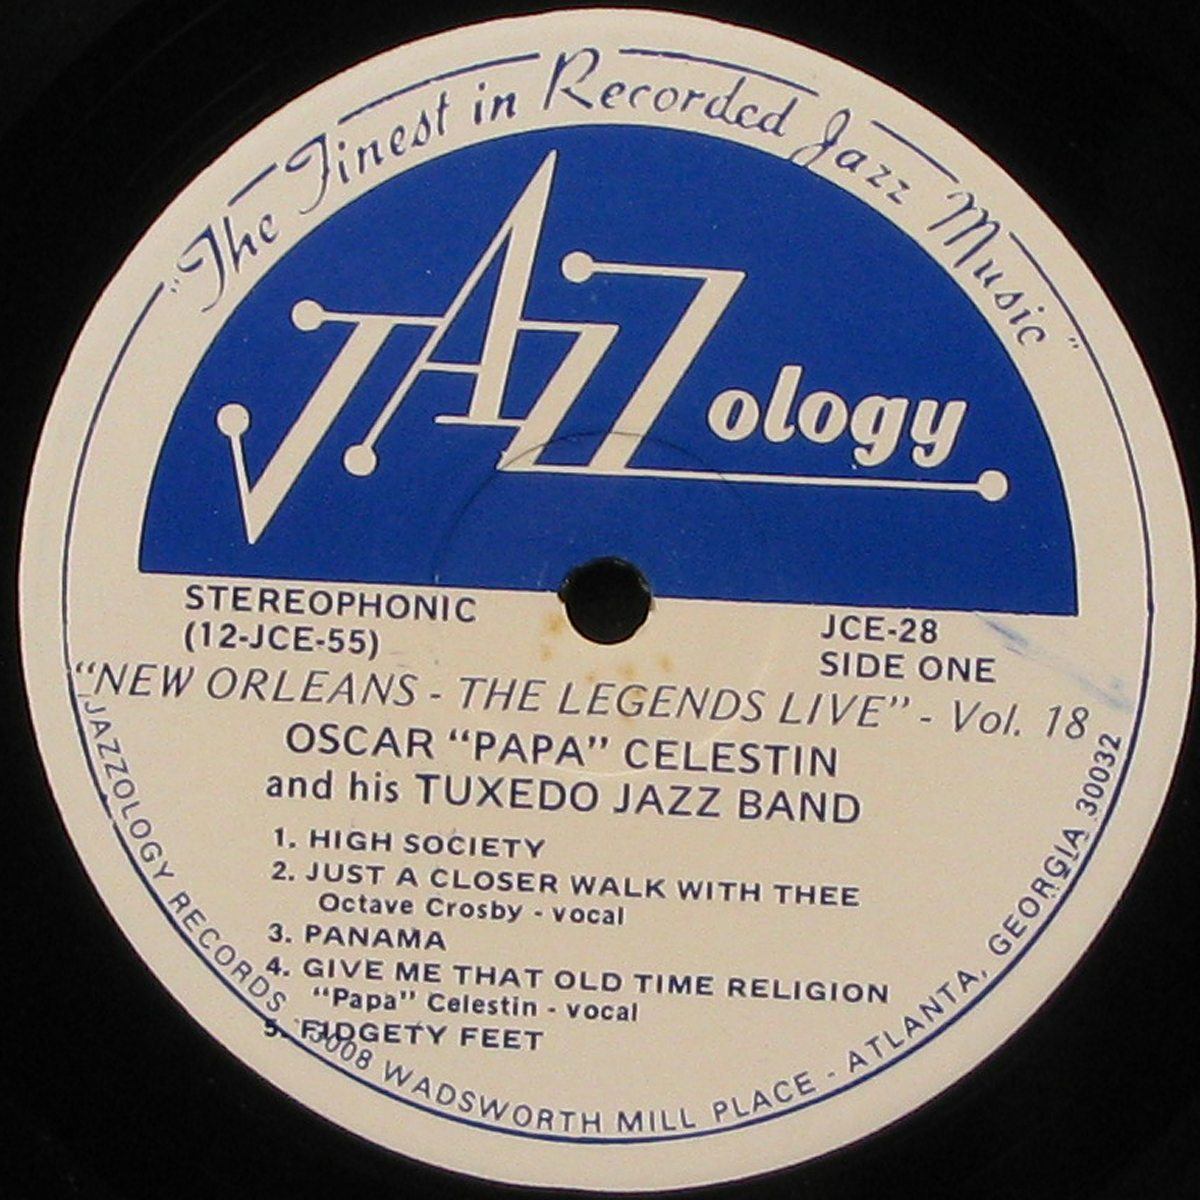 "The Finest in Recorded Jazz Music"
JAZZology
STEREOPHONIC
(12-JCE-55)
JCE-28
SIDE ONE
"NEW ORLEANS - THE LEGENDS LIVE" - Vol. 18
OSCAR "PAPA" CELESTIN
and his TUXEDO JAZZ BAND
1. HIGH SOCIETY
2. JUST A CLOSER WALK WITH THEE
Octave Crosby - vocal
3. PANAMA
4. GIVE ME THAT OLD TIME RELIGION
"Papa" Celestin - vocal
5. FIDGETY FEET
JAZZOLOGY RECORDS 3008 WADSWORTH MILL PLACE - ATLANTA, GEORGIA 30032